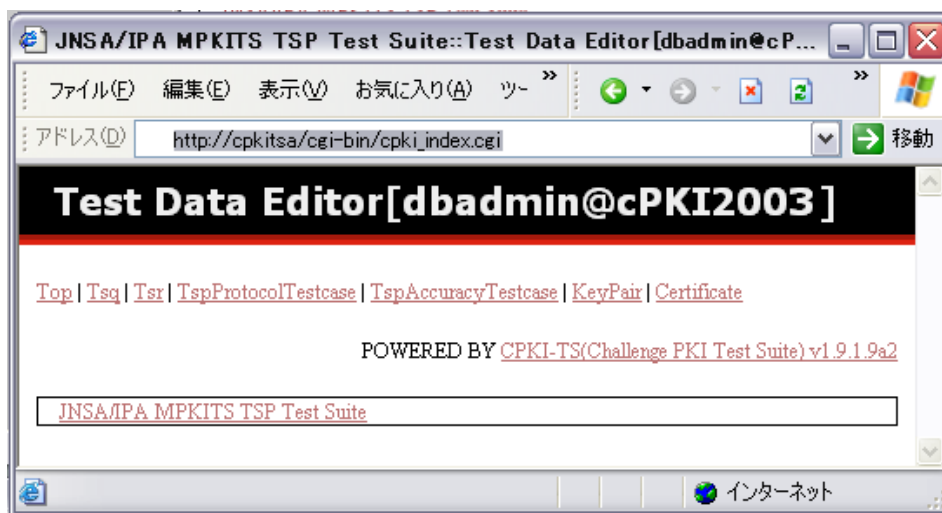 JNSA/IPA MPKITS TSP Test Suite::Test Data Editor[dbadmin@cP...
ファイル(F) 編集(E) 表示(V) お気に入り(A) ツー »
アドレス(D) http://cpkitsa/cgi-bin/cpki_index.cgi 移動
Test Data Editor[dbadmin@cPKI2003]
Top | Tsq | Tsr | TspProtocolTestcase | TspAccuracyTestcase | KeyPair | Certificate
POWERED BY CPKI-TS(Challenge PKI Test Suite) v1.9.1.9a2
JNSA/IPA MPKITS TSP Test Suite
インターネット